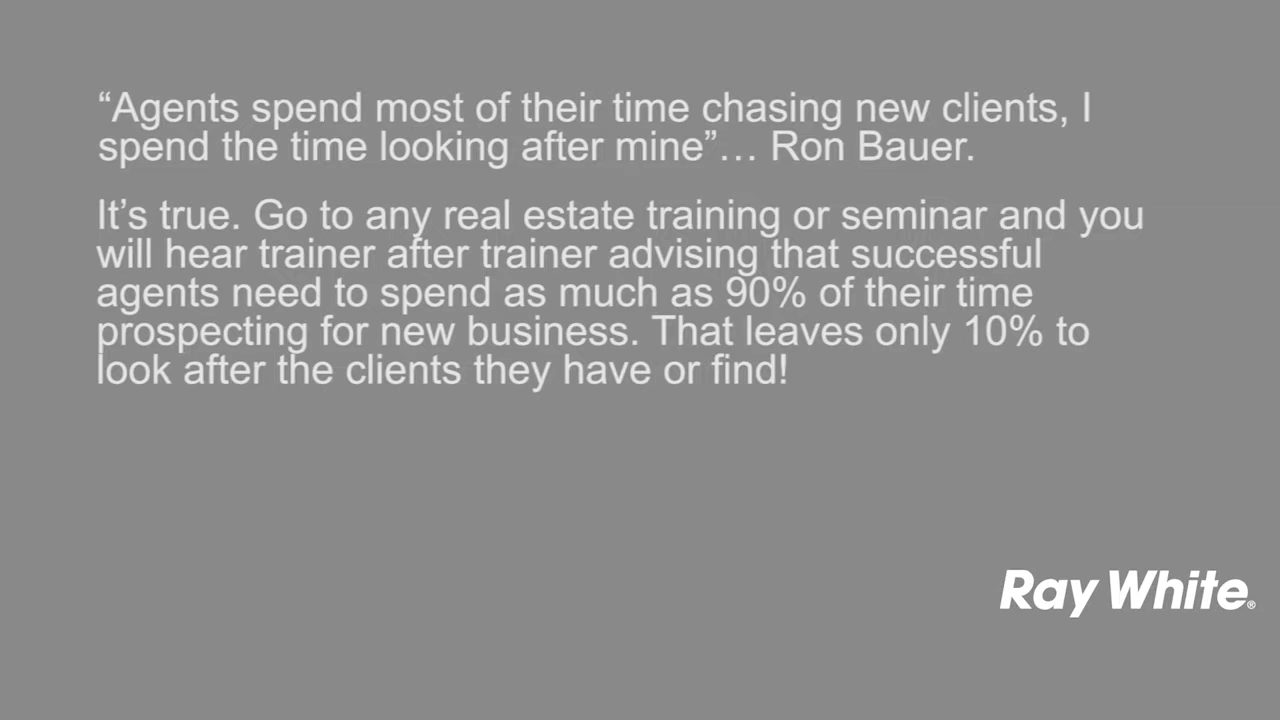 “Agents spend most of their time chasing new clients, I
spend the time looking after mine”… Ron Bauer.
It’s true. Go to any real estate training or seminar and you
will hear trainer after trainer advising that successful
agents need to spend as much as 90% of their time
prospecting for new business. That leaves only 10% to
look after the clients they have or find!
Ray White®